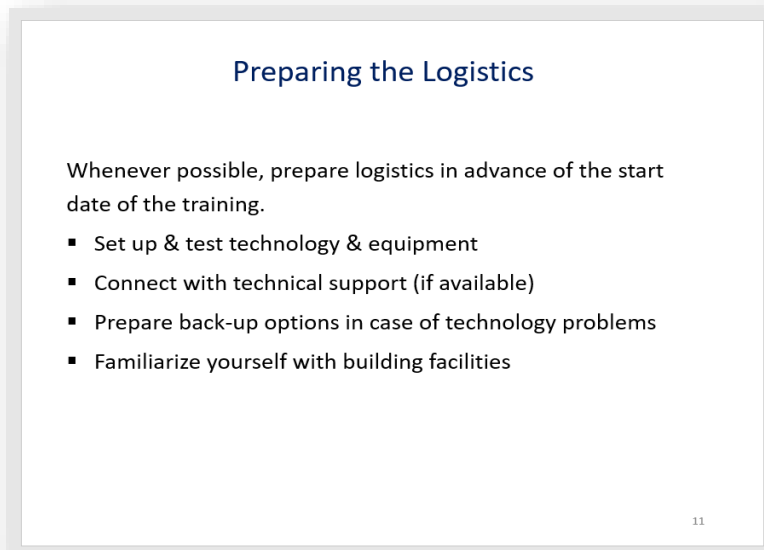 Preparing the Logistics
Whenever possible, prepare logistics in advance of the start
date of the training.
▪ Set up & test technology & equipment
▪ Connect with technical support (if available)
▪ Prepare back-up options in case of technology problems
▪ Familiarize yourself with building facilities
11